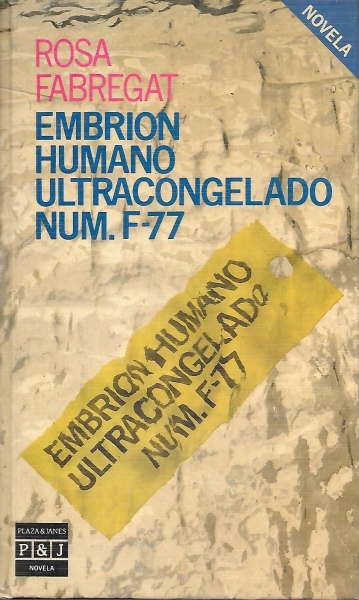 NOVELA
ROSA
FABREGAT
EMBRION
HUMANO
ULTRACONGELADO
NUM. F-77
EMBRION HUMANO
ULTRACONGELADO
NUM. F-77
PLAZA & JANES
P & J
NOVELA